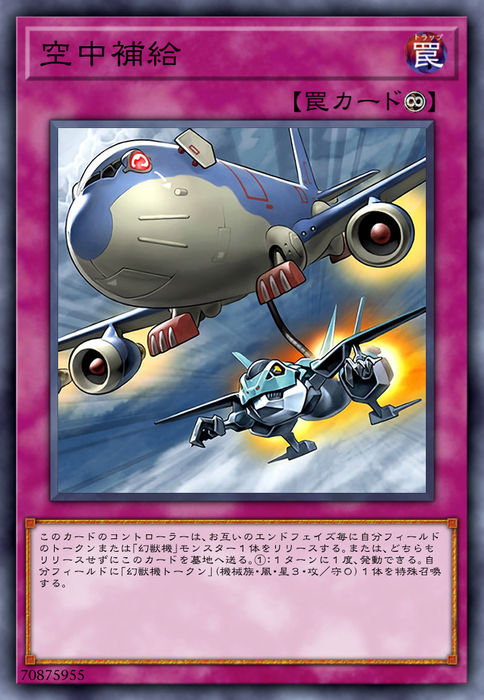 空中補給
トラップ
罠
【罠カード】
このカードのコントローラーは、お互いのエンドフェイズ毎に自分フィールド
のトークンまたは「幻獣機」モンスター1体をリリースする。または、どちらも
リリースせずにこのカードを墓地へ送る。①:1ターンに1度、発動できる。自
分フィールドに「幻獣機トークン」(機械族・風・星3・攻/守0)1体を特殊召喚
する。
70875955